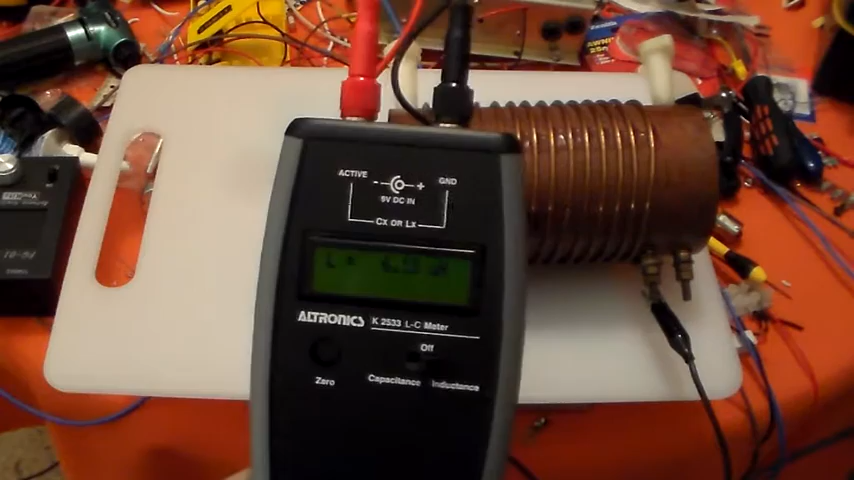 ACTIVE
GND
- +
9V DC IN
Cx OR Lx
ALTRONICS
K 2533 L-C Meter
Off
Zero
Capacitance
Inductance